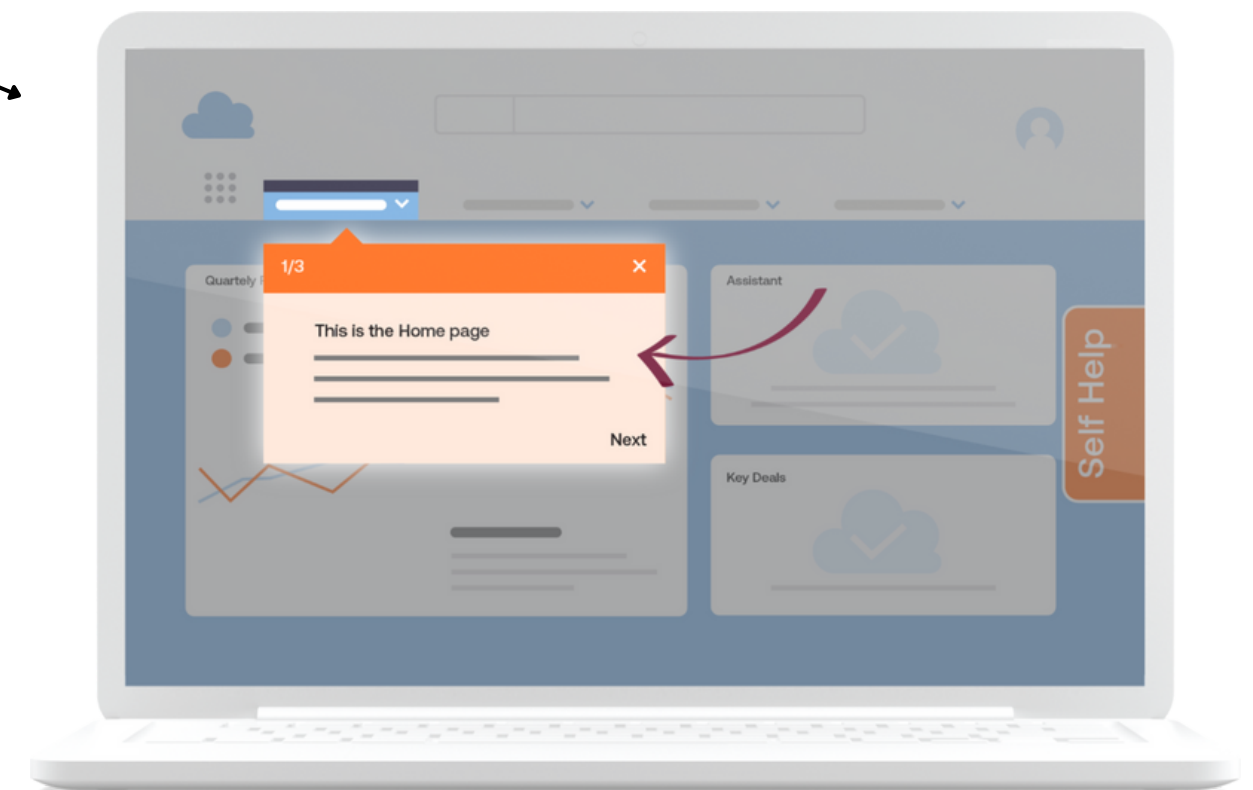 1/3
Quartely
Assistant
This is the Home page
Self Help
Next
Key Deals